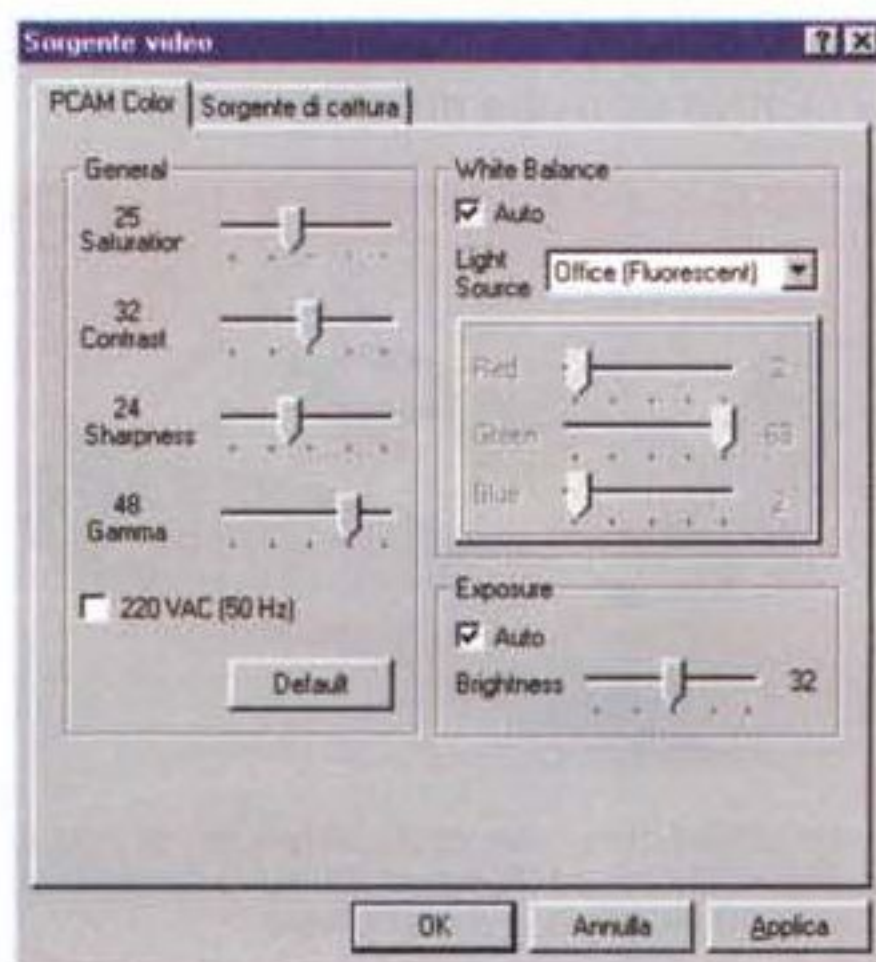 Sorgente video
PCAM Color
Sorgente di cattura
General
25
Saturation
32
Contrast
24
Sharpness
48
Gamma
220 VAC (50 Hz)
Default
White Balance
Auto
Light
Source
Office (Fluorescent)
Red 2
Green 63
Blue 2
Exposure
Auto
Brightness 32
OK
Annulla
Applica